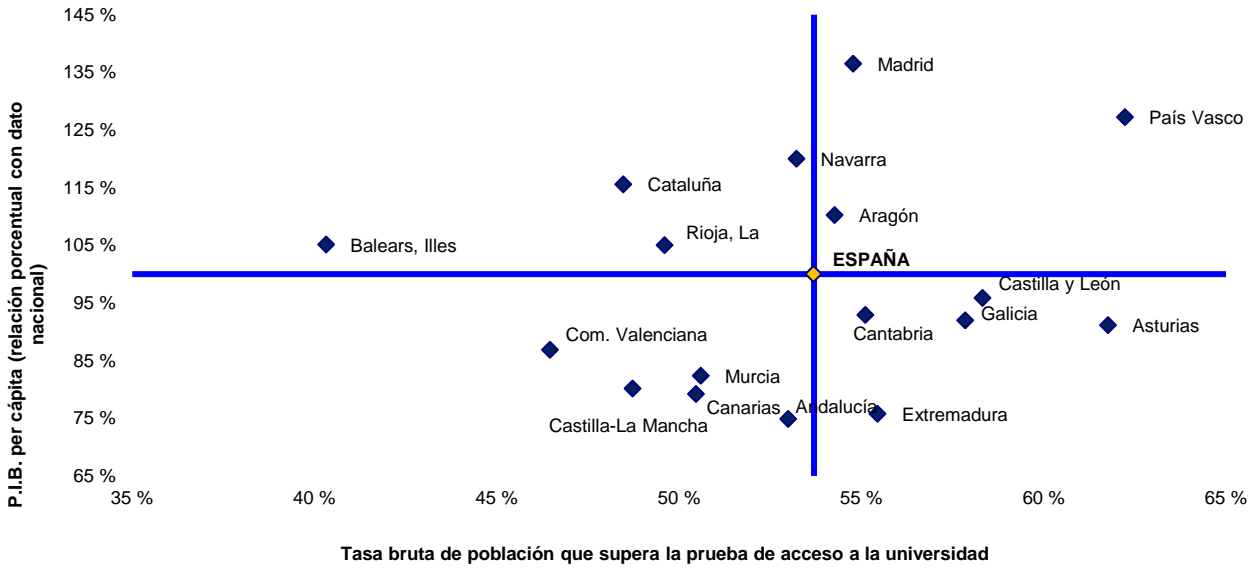 145 %
135 %
125 %
115 %
105 %
95 %
85 %
75 %
65 %
P.I.B. per cápita (relación porcentual con dato
nacional)
Madrid
País Vasco
Navarra
Cataluña
Aragón
Rioja, La
Balears, Illes
ESPAÑA
Castilla y León
Galicia
Cantabria
Asturias
Com. Valenciana
Murcia
Canarias
Andalucía
Extremadura
Castilla-La Mancha
35 %
40 %
45 %
50 %
55 %
60 %
65 %
Tasa bruta de población que supera la prueba de acceso a la universidad